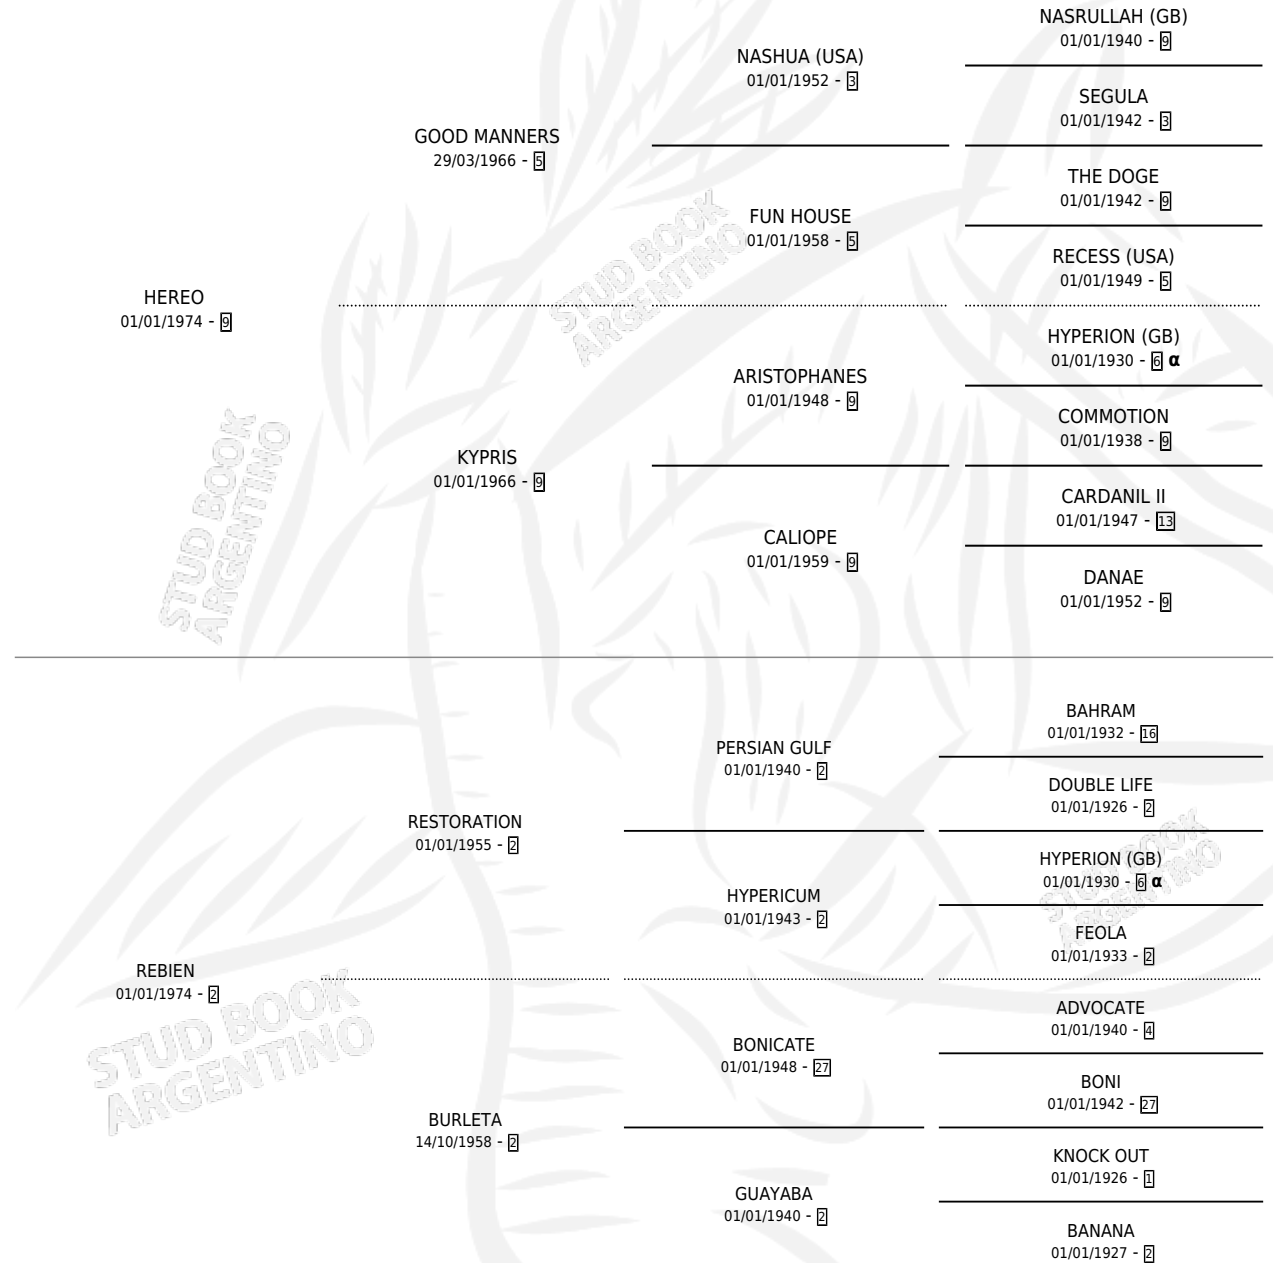 NASRULLAH (GB)
01/01/1940 - 9
NASHUA (USA)
01/01/1952 - 3
SEGULA
01/01/1942 - 3
GOOD MANNERS
29/03/1966 - 5
THE DOGE
01/01/1942 - 9
FUN HOUSE
01/01/1958 - 5
RECESS (USA)
01/01/1949 - 5
HEREO
01/01/1974 - 9
HYPERION (GB)
01/01/1930 - 6 α
ARISTOPHANES
01/01/1948 - 9
COMMOTION
01/01/1938 - 9
KYPRIS
01/01/1966 - 9
CARDANIL II
01/01/1947 - 13
CALIOPE
01/01/1959 - 9
DANAE
01/01/1952 - 9
BAHRAM
01/01/1932 - 16
PERSIAN GULF
01/01/1940 - 2
DOUBLE LIFE
01/01/1926 - 2
RESTORATION
01/01/1955 - 2
HYPERION (GB)
01/01/1930 - 6 α
HYPERICUM
01/01/1943 - 2
FEOLA
01/01/1933 - 2
REBIEN
01/01/1974 - 2
ADVOCATE
01/01/1940 - 4
BONICATE
01/01/1948 - 27
BONI
01/01/1942 - 27
BURLETA
14/10/1958 - 2
KNOCK OUT
01/01/1926 - 1
GUAYABA
01/01/1940 - 2
BANANA
01/01/1927 - 2
STUD BOOK
ARGENTINO
STUD BOOK
ARGENTINO
STUD BOOK
ARGENTINO
STUD BOOK
ARGENTINO